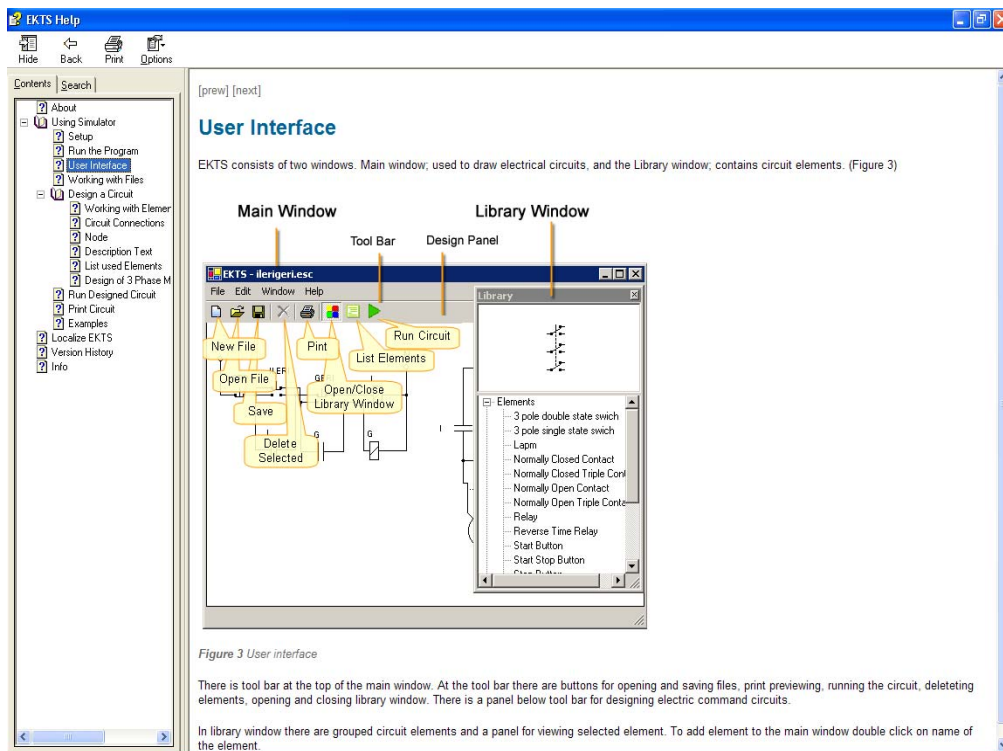 EKTS Help
Hide Back Print Options
Contents Search
About
Using Simulator
Setup
Run the Program
User Interface
Working with Files
Design a Circuit
Working with Elemer
Circuit Connections
Node
Description Text
List used Elements
Design of 3 Phase M
Run Designed Circuit
Print Circuit
Examples
Localize EKTS
Version History
Info
[prew] [next]
User Interface
EKTS consists of two windows. Main window; used to draw electrical circuits, and the Library window; contains circuit elements. (Figure 3)
Main Window Library Window
Tool Bar Design Panel
EKTS - ilerigeri.esc
File Edit Window Help
Library
New File
Pint
Run Circuit
List Elements
Open File
Open/Close
Library Window
Save
Delete
Selected
G
G
I
Elements
3 pole double state swich
3 pole single state swich
Lapm
Normally Closed Contact
Normally Closed Triple Cont
Normally Open Contact
Normally Open Triple Conta
Relay
Reverse Time Relay
Start Button
Start Stop Button
Figure 3 User interface
There is tool bar at the top of the main window. At the tool bar there are buttons for opening and saving files, print previewing, running the circuit, deleteting
elements, opening and closing library window. There is a panel below tool bar for designing electric command circuits.
In library window there are grouped circuit elements and a panel for viewing selected element. To add element to the main window double click on name of
the element.